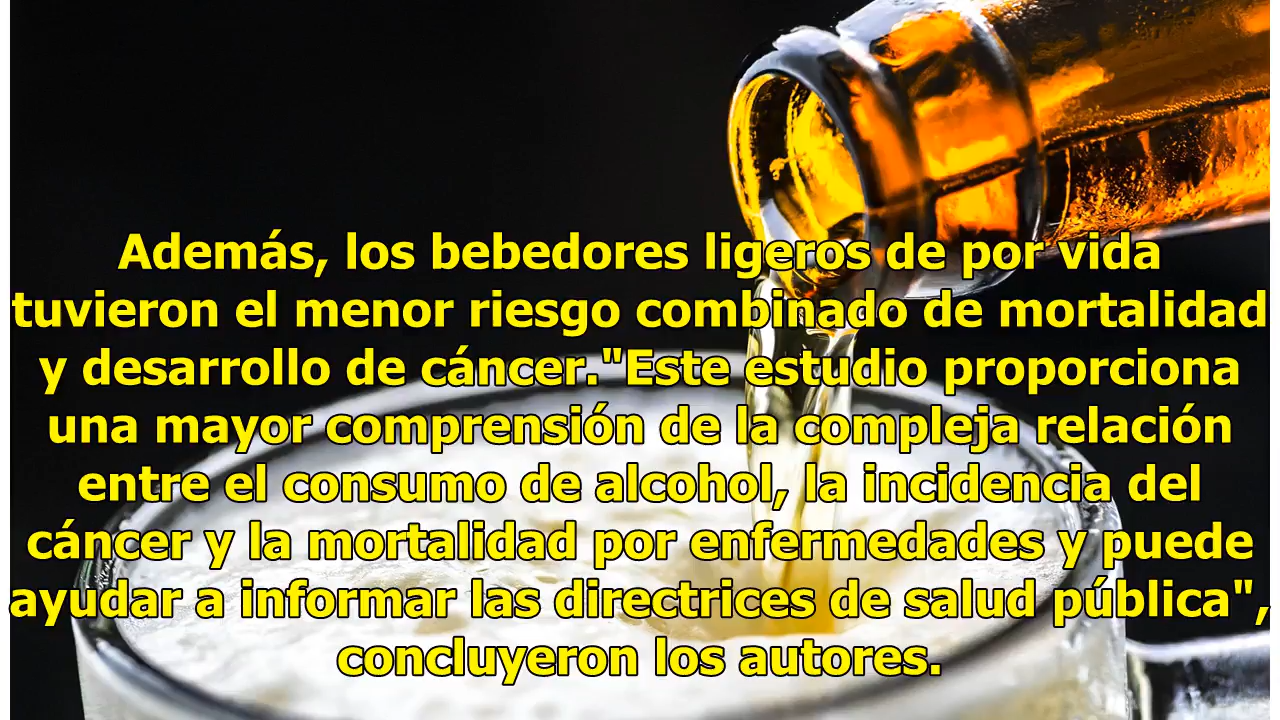 Además, los bebedores ligeros de por vida
tuvieron el menor riesgo combinado de mortalidad
y desarrollo de cáncer."Este estudio proporciona
una mayor comprensión de la compleja relación
entre el consumo de alcohol, la incidencia del
cáncer y la mortalidad por enfermedades y puede
ayudar a informar las directrices de salud pública",
concluyeron los autores.